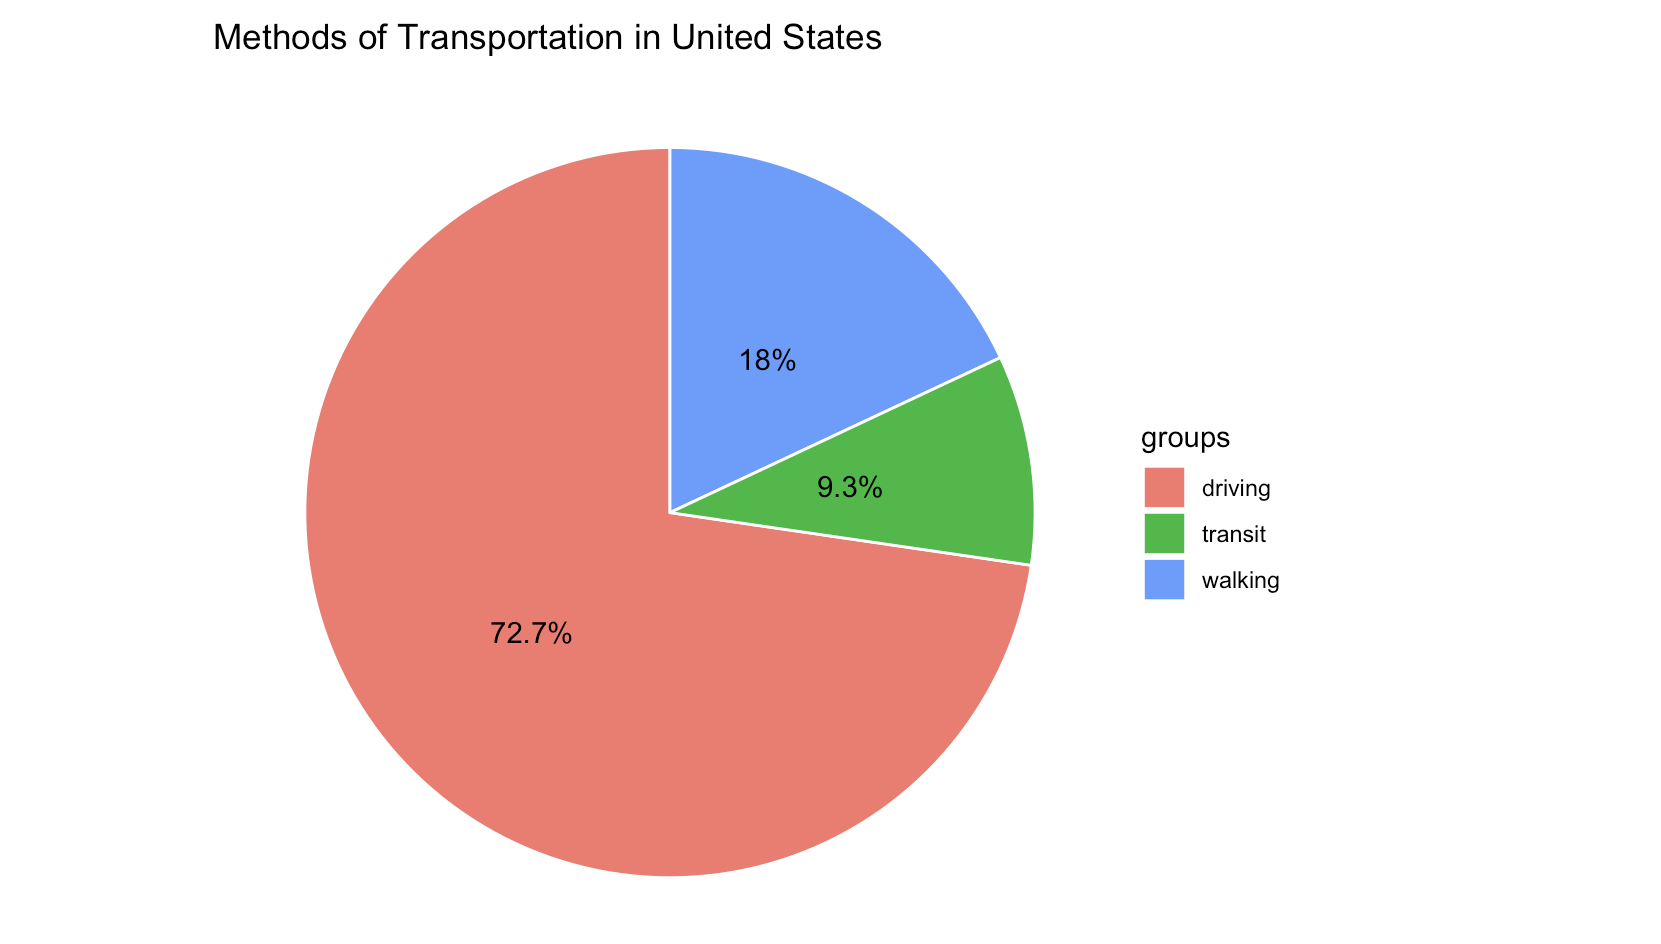 Methods of Transportation in United States
18%
9.3%
72.7%
groups
driving
transit
walking